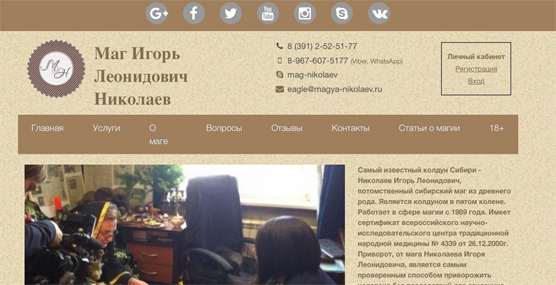 Маг Игорь
Леонидович
Николаев
8 (391) 2-52-51-77
8-967-607-5177 (Viber, WhatsApp)
mag-nikolaev
eagle@magya-nikolaev.ru
Личный кабинет
Регистрация
Вход
Главная
Услуги
О
маге
Вопросы
Отзывы
Контакты
Статьи о магии
18+
Самый известный колдун Сибири -
Николаев Игорь Леонидович,
потомственный сибирский маг из древнего
рода. Является колдуном в пятом колене.
Работает в сфере магии с 1989 года. Имеет
сертификат всероссийского научно-
исследовательского центра традиционной
народной медицины № 4339 от 26.12.2000г.
Приворот, от мага Николаева Игоря
Леонидовича, является самым
проверенным способом приворожить